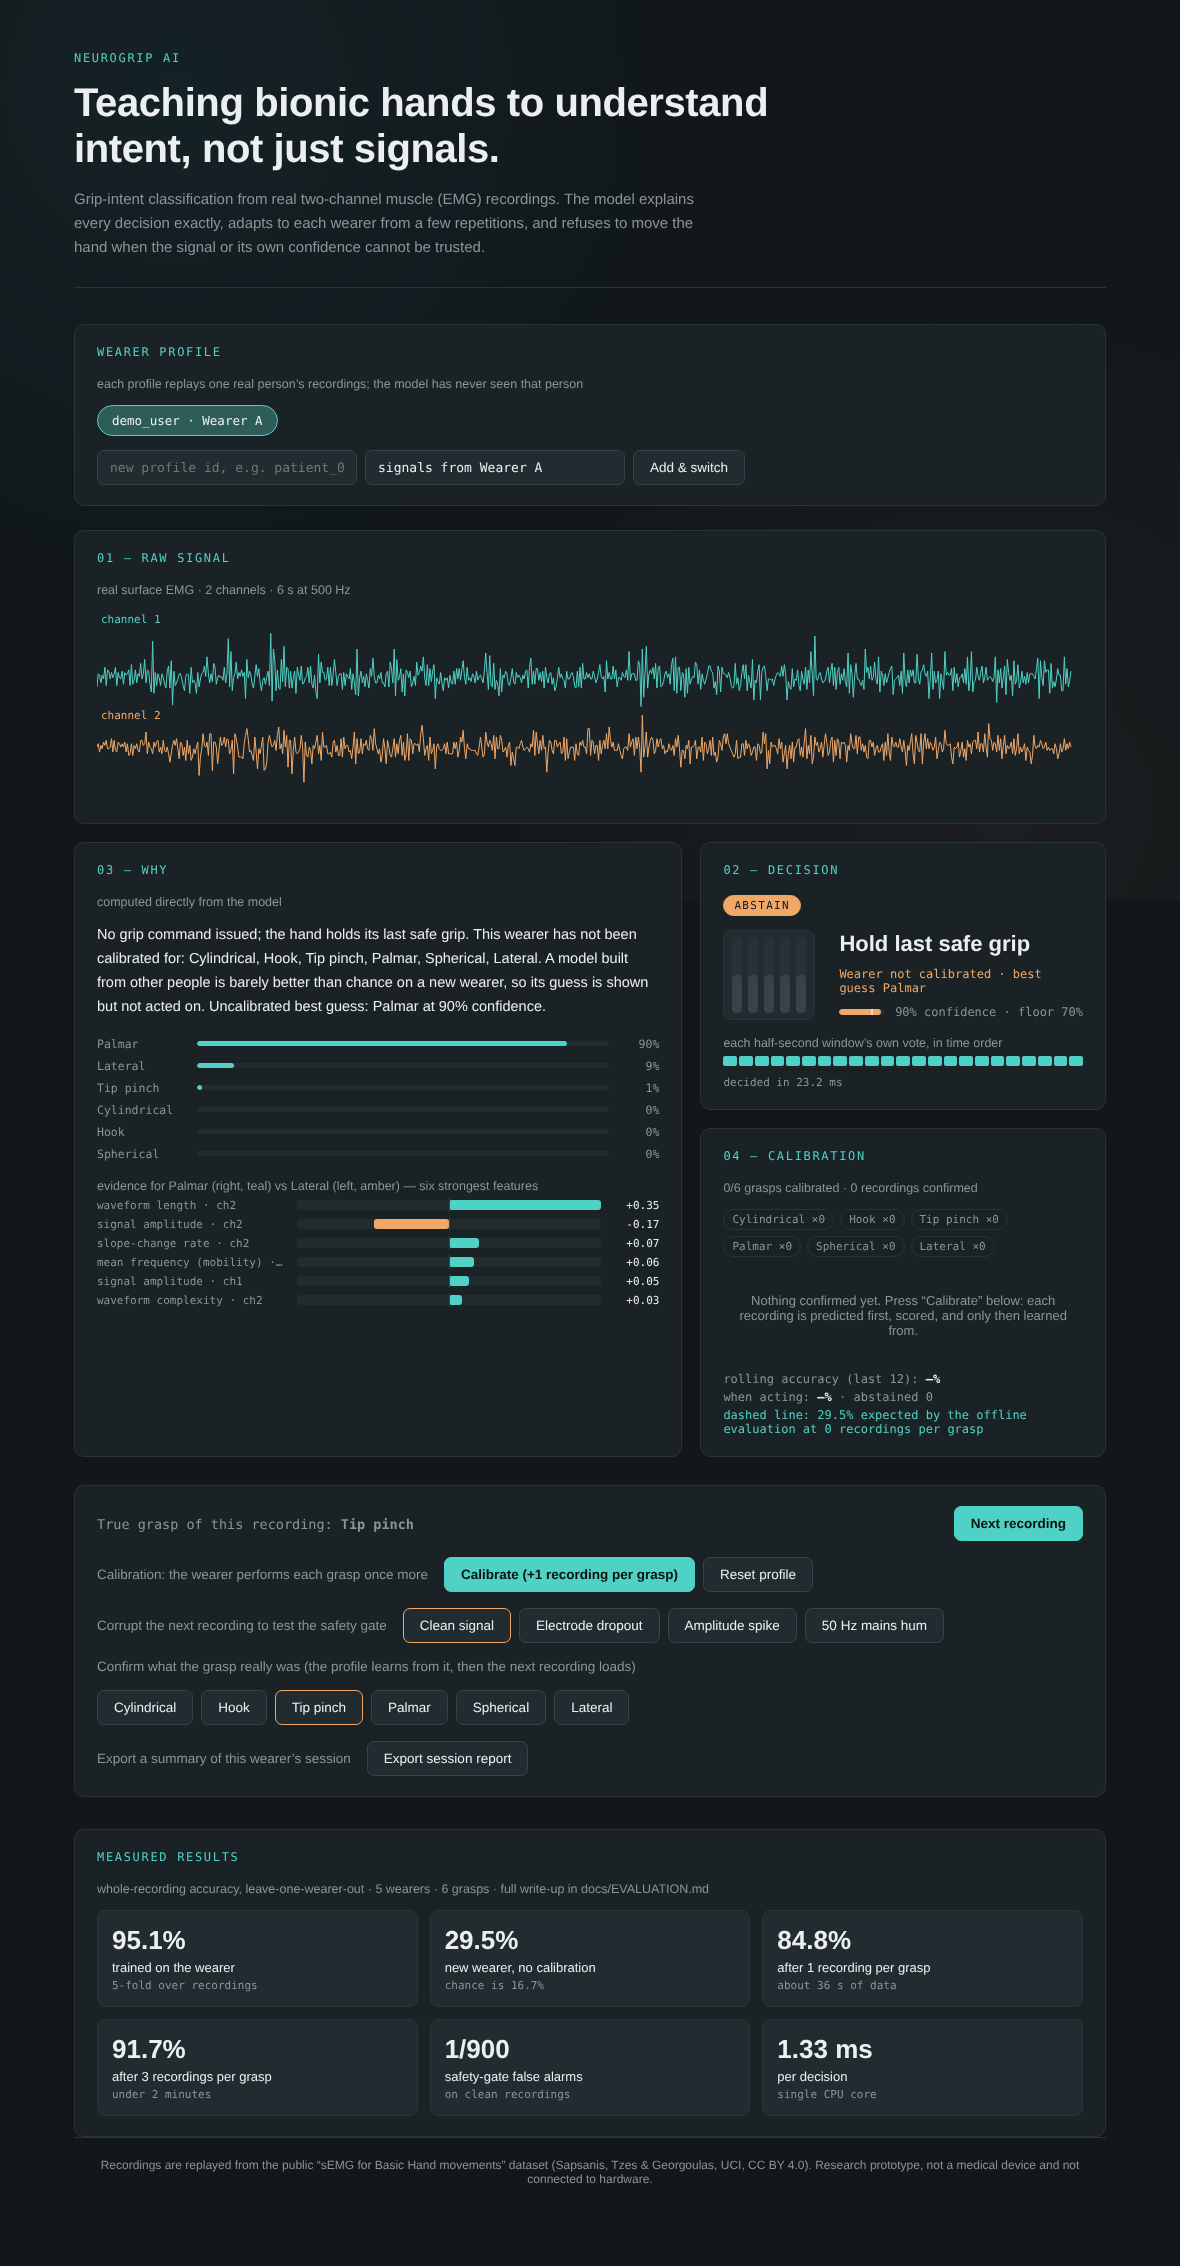 NEUROGRIP AI
Teaching bionic hands to understand
intent, not just signals.
Grip-intent classification from real two-channel muscle (EMG) recordings. The model explains
every decision exactly, adapts to each wearer from a few repetitions, and refuses to move the
hand when the signal or its own confidence cannot be trusted.
WEARER PROFILE
each profile replays one real person's recordings; the model has never seen that person
demo_user · Wearer A
new profile id, e.g. patient_0
signals from Wearer A
Add & switch
01 — RAW SIGNAL
real surface EMG · 2 channels · 6 s at 500 Hz
channel 1
channel 2
03 — WHY
computed directly from the model
No grip command issued; the hand holds its last safe grip. This wearer has not been
calibrated for: Cylindrical, Hook, Tip pinch, Palmar, Spherical, Lateral. A model built
from other people is barely better than chance on a new wearer, so its guess is shown
but not acted on. Uncalibrated best guess: Palmar at 90% confidence.
Palmar 90%
Lateral 9%
Tip pinch 1%
Cylindrical 0%
Hook 0%
Spherical 0%
evidence for Palmar (right, teal) vs Lateral (left, amber) — six strongest features
waveform length · ch2 +0.35
signal amplitude · ch2 -0.17
slope-change rate · ch2 +0.07
mean frequency (mobility) ·… +0.06
signal amplitude · ch1 +0.05
waveform complexity · ch2 +0.03
02 — DECISION
ABSTAIN
Hold last safe grip
Wearer not calibrated · best
guess Palmar
90% confidence · floor 70%
each half-second window's own vote, in time order
decided in 23.2 ms
04 — CALIBRATION
0/6 grasps calibrated · 0 recordings confirmed
Cylindrical ×0 Hook ×0 Tip pinch ×0
Palmar ×0 Spherical ×0 Lateral ×0
Nothing confirmed yet. Press “Calibrate” below: each
recording is predicted first, scored, and only then learned
from.
rolling accuracy (last 12): —%
when acting: —% · abstained 0
dashed line: 29.5% expected by the offline
evaluation at 0 recordings per grasp
True grasp of this recording: Tip pinch
Next recording
Calibration: the wearer performs each grasp once more
Calibrate (+1 recording per grasp)
Reset profile
Corrupt the next recording to test the safety gate
Clean signal
Electrode dropout
Amplitude spike
50 Hz mains hum
Confirm what the grasp really was (the profile learns from it, then the next recording loads)
Cylindrical
Hook
Tip pinch
Palmar
Spherical
Lateral
Export a summary of this wearer's session
Export session report
MEASURED RESULTS
whole-recording accuracy, leave-one-wearer-out · 5 wearers · 6 grasps · full write-up in docs/EVALUATION.md
95.1%
trained on the wearer
5-fold over recordings
29.5%
new wearer, no calibration
chance is 16.7%
84.8%
after 1 recording per grasp
about 36 s of data
91.7%
after 3 recordings per grasp
under 2 minutes
1/900
safety-gate false alarms
on clean recordings
1.33 ms
per decision
single CPU core
Recordings are replayed from the public “sEMG for Basic Hand movements” dataset (Sapsanis, Tzes & Georgoulas, UCI, CC BY 4.0). Research prototype, not a medical device and not
connected to hardware.